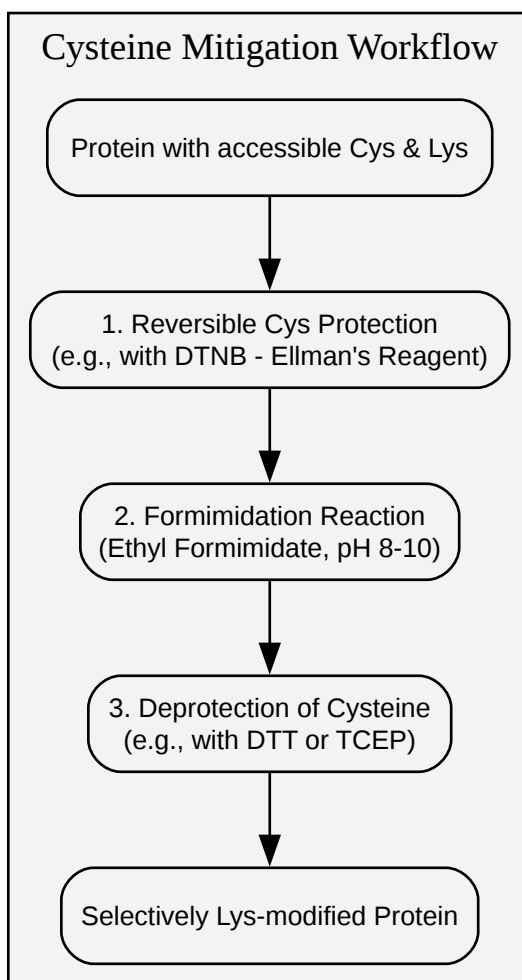 Cysteine Mitigation Workflow
Protein with accessible Cys & Lys
1. Reversible Cys Protection
(e.g., with DTNB - Ellman's Reagent)
2. Formimidation Reaction
(Ethyl Formimidate, pH 8-10)
3. Deprotection of Cysteine
(e.g., with DTT or TCEP)
Selectively Lys-modified Protein